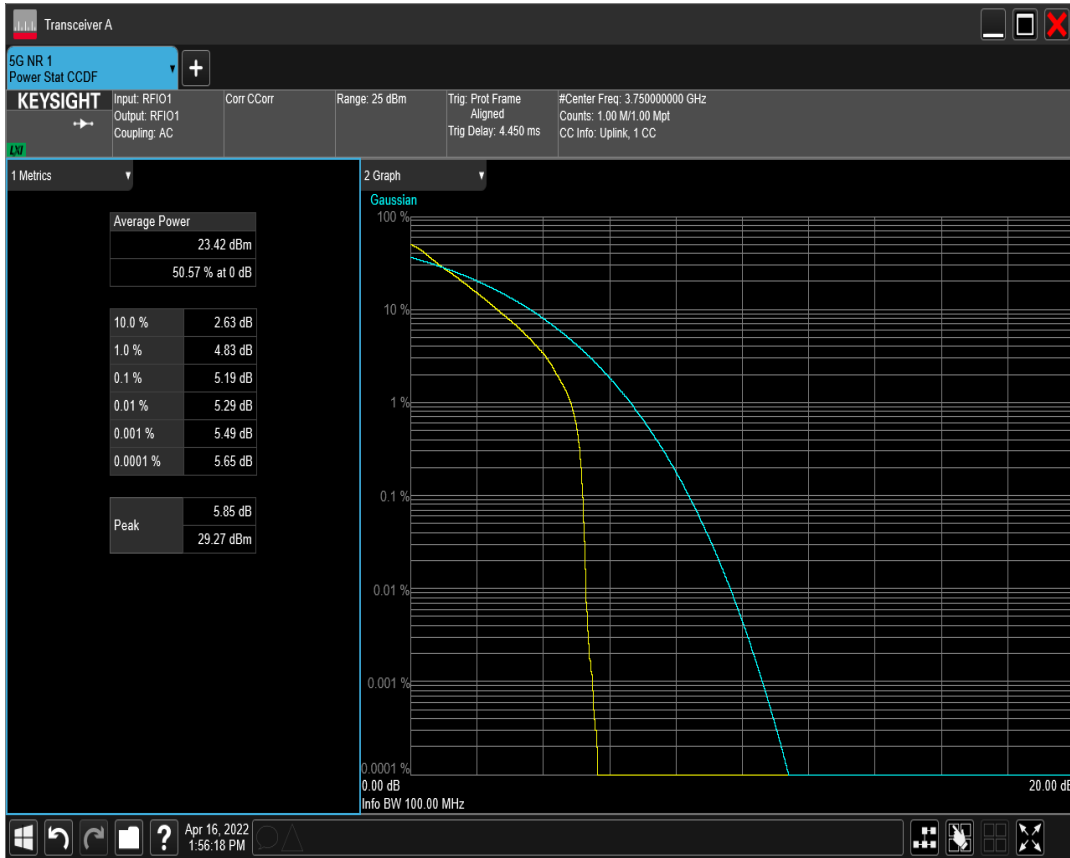 Transceiver A
5G NR 1
Power Stat CCDF
+
KEYSIGHT
LXI
Input: RFIO1
Output: RFIO1
Coupling: AC
Corr CCorr
Range: 25 dBm
Trig: Prot Frame
Aligned
Trig Delay: 4.450 ms
#Center Freq: 3.750000000 GHz
Counts: 1.00 M/1.00 Mpt
CC Info: Uplink, 1 CC
1 Metrics
Average Power
23.42 dBm
50.57 % at 0 dB
10.0 % 2.63 dB
1.0 % 4.83 dB
0.1 % 5.19 dB
0.01 % 5.29 dB
0.001 % 5.49 dB
0.0001 % 5.65 dB
Peak
5.85 dB
29.27 dBm
2 Graph
Gaussian
100 %
10 %
1 %
0.1 %
0.01 %
0.001 %
0.0001 %
0.00 dB 20.00 dB
Info BW 100.00 MHz
?
Apr 16, 2022
1:56:18 PM